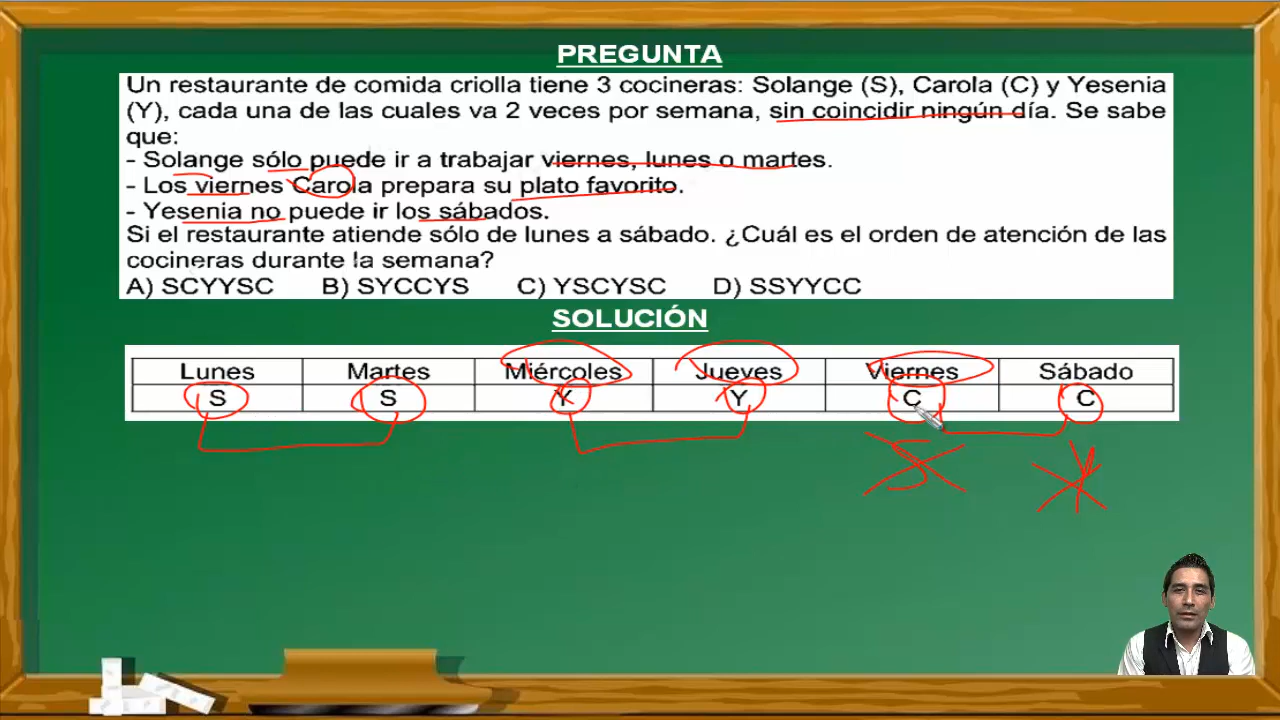 PREGUNTA
Un restaurante de comida criolla tiene 3 cocineras: Solange (S), Carola (C) y Yesenia
(Y), cada una de las cuales va 2 veces por semana, sin coincidir ningún día. Se sabe
que:
- Solange sólo puede ir a trabajar viernes, lunes o martes.
- Los viernes Carola prepara su plato favorito.
- Yesenia no puede ir los sábados.
Si el restaurante atiende sólo de lunes a sábado. ¿Cuál es el orden de atención de las
cocineras durante la semana?
A) SCYYSC B) SYCCYS C) YSCYSC D) SSYYCC
SOLUCIÓN
Lunes Martes Miércoles Jueves Viernes Sábado
S S Y Y C C
S Y